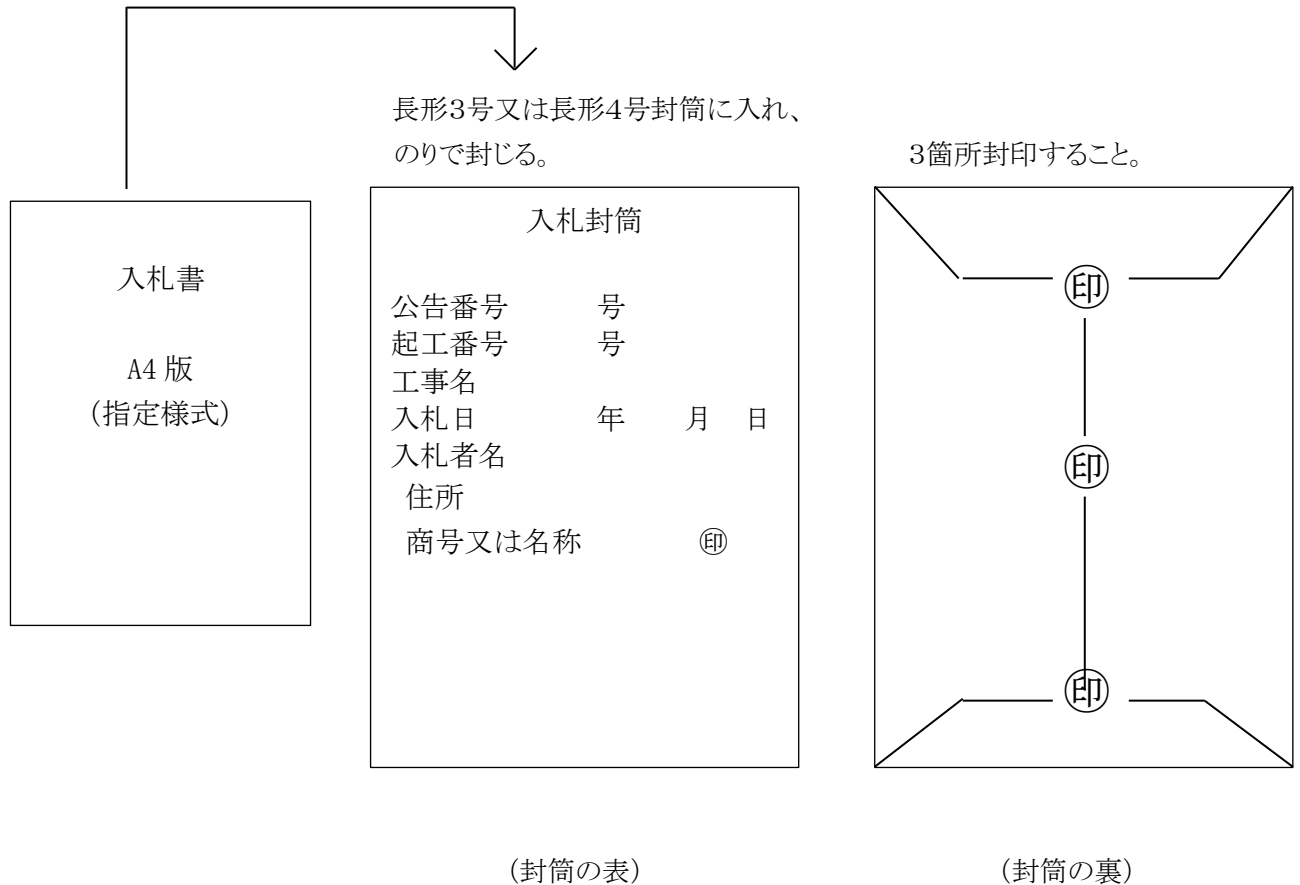 長形3号又は長形4号封筒に入れ、
のりで封じる。
3箇所封印すること。
入札書
A4 版
(指定様式)
入札封筒
公告番号 号
起工番号 号
工事名
入札日 年 月 日
入札者名
住所
商号又は名称 ㊞
㊞
㊞
㊞
(封筒の表)
(封筒の裏)